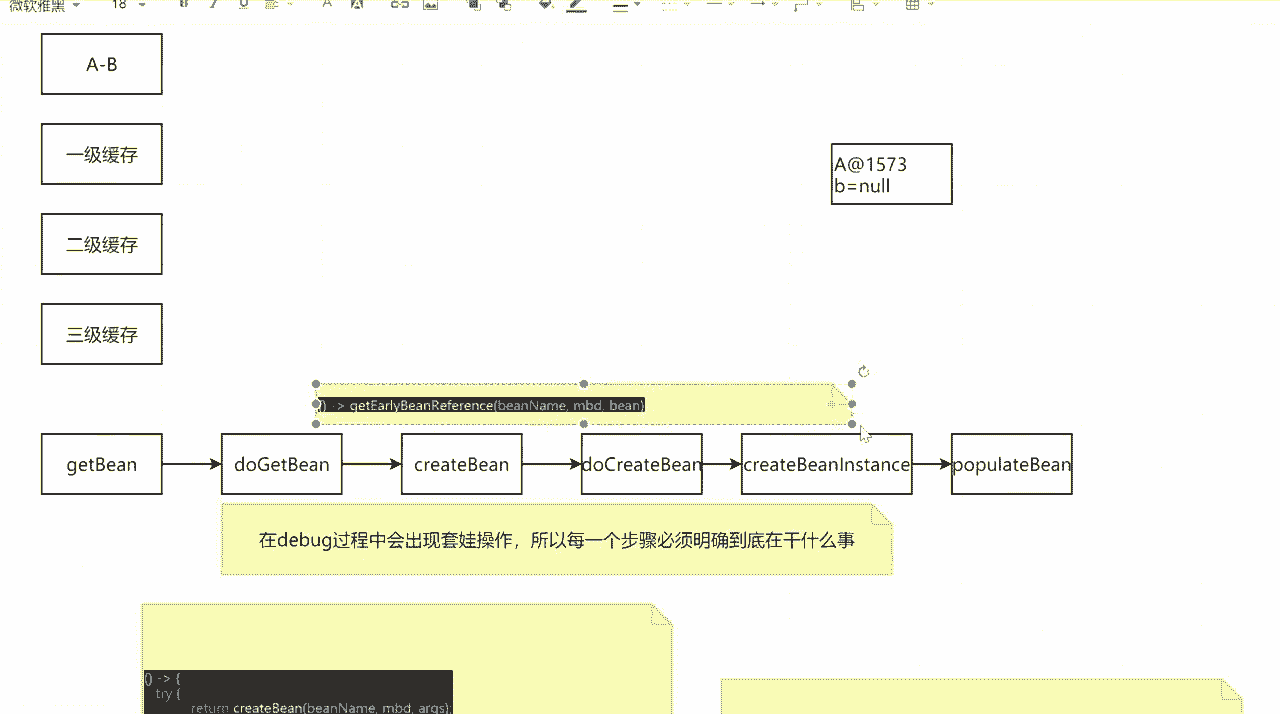 微软雅黑
18
A-B
一级缓存
A@1573
b=null
二级缓存
三级缓存
() -> getEarlyBeanReference(beanName, mbd, bean)
getBean
doGetBean
createBean
doCreateBean
createBeanInstance
populateBean
在debug过程中会出现套娃操作，所以每一个步骤必须明确到底在干什么事
() -> {
try {
return createBean(beanName, mbd, args);